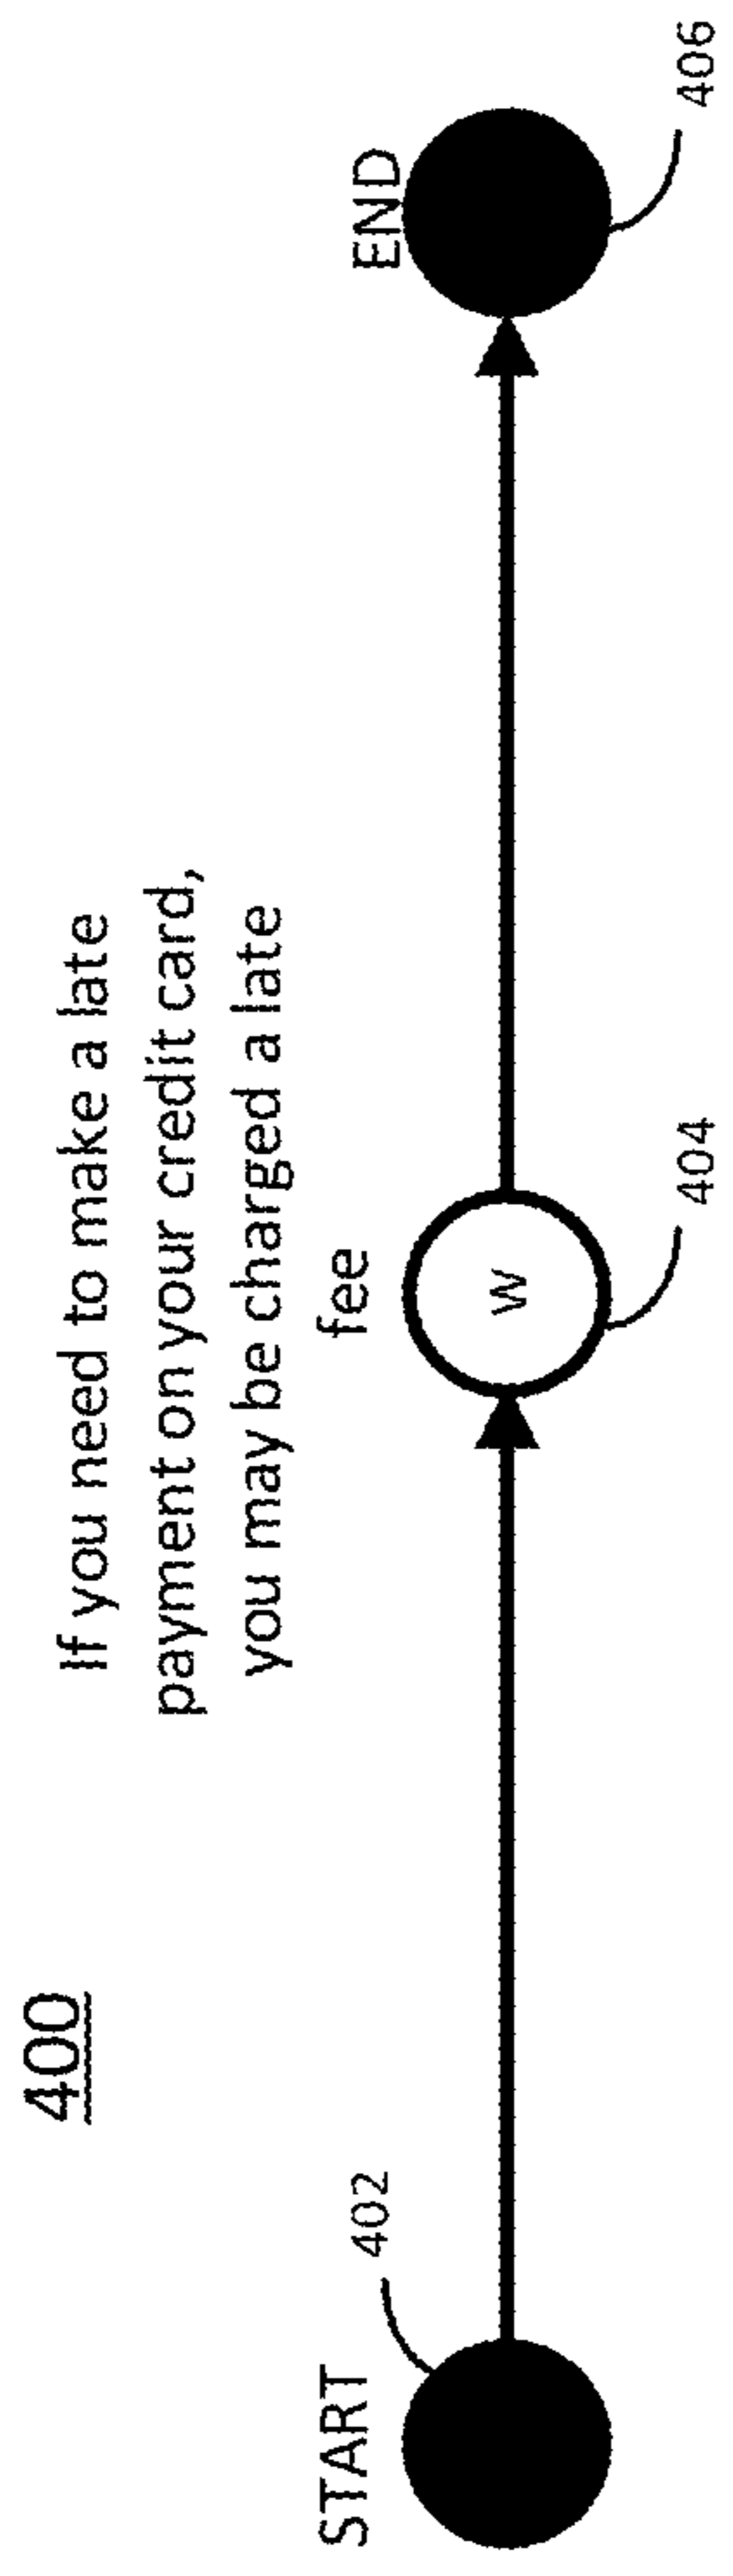 400
If you need to make a late
payment on your credit card,
you may be charged a late
fee
START
402
W
404
END
406